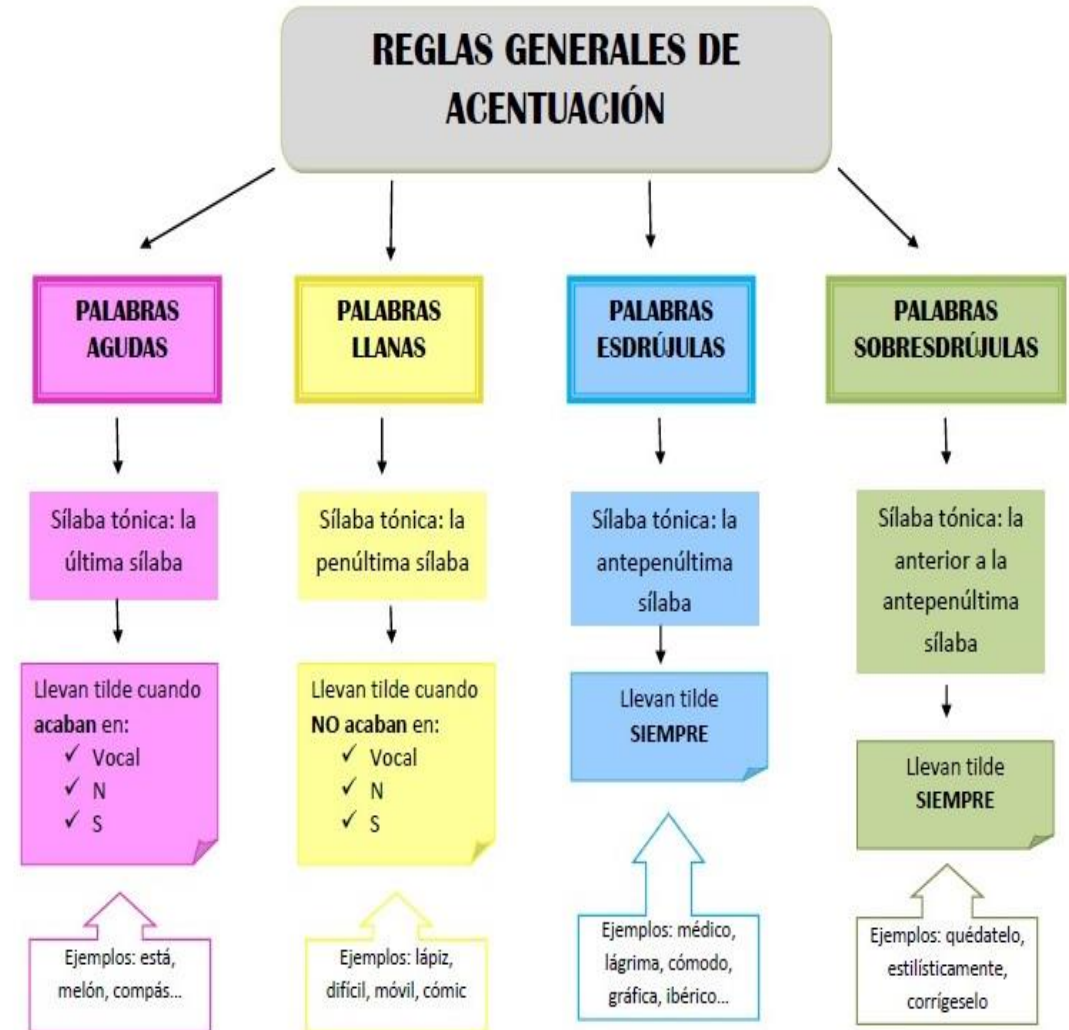 REGLAS GENERALES DE
ACENTUACIÓN
PALABRAS
AGUDAS
Sílaba tónica: la
última sílaba
Llevan tilde cuando
acaban en:
✓ Vocal
✓ N
✓ S
Ejemplos: está,
melón, compás...
PALABRAS
LLANAS
Sílaba tónica: la
penúltima sílaba
Llevan tilde cuando
NO acaban en:
✓ Vocal
✓ N
✓ S
Ejemplos: lápiz,
difícil, móvil, cómic
PALABRAS
ESDRÚJULAS
Sílaba tónica: la
antepenúltima
sílaba
Llevan tilde
SIEMPRE
Ejemplos: médico,
lágrima, cómodo,
gráfica, ibérico...
PALABRAS
SOBRESDRÚJULAS
Sílaba tónica: la
anterior a la
antepenúltima
sílaba
Llevan tilde
SIEMPRE
Ejemplos: quédatelo,
estilísticamente,
corrígeselo